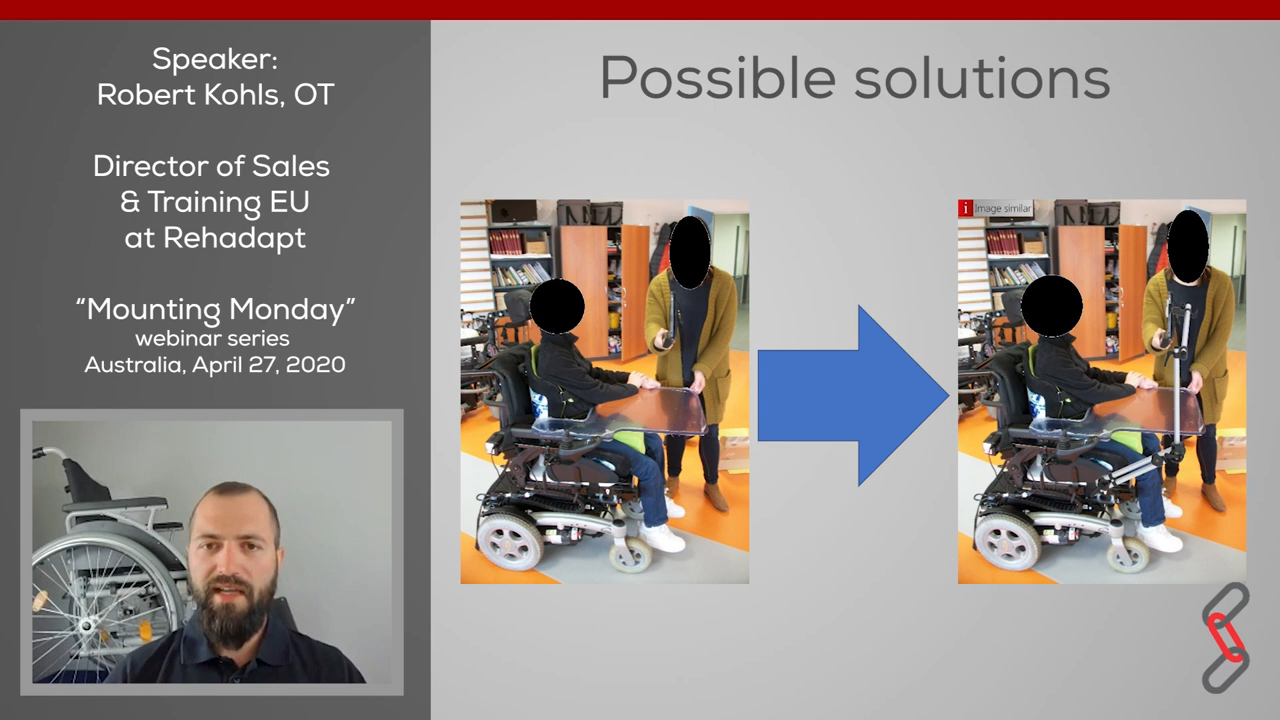 Speaker:
Robert Kohls, OT
Director of Sales
& Training EU
at Rehadapt
“Mounting Monday”
webinar series
Australia, April 27, 2020
Possible solutions
i Image similar